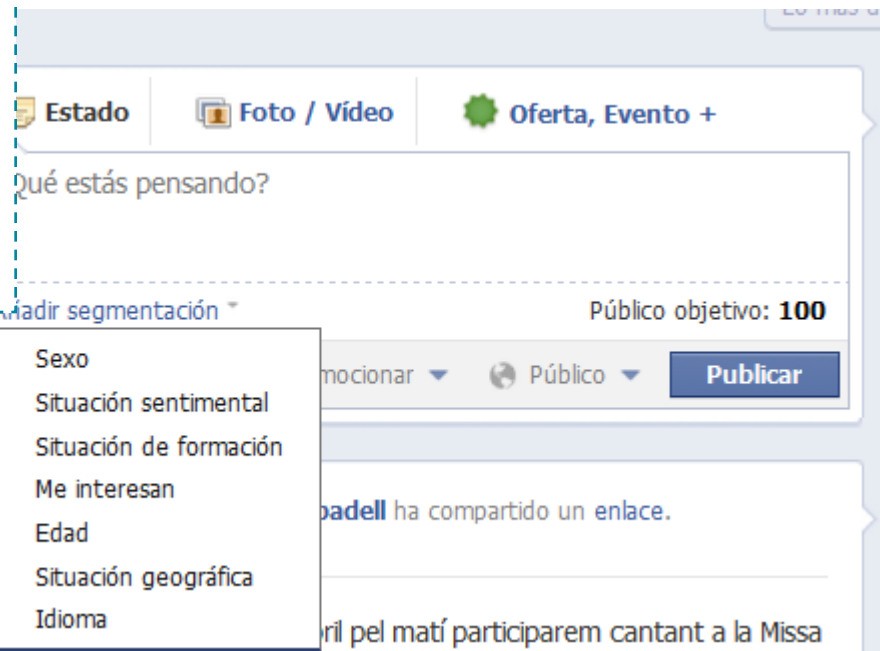 Estado Foto / Vídeo Oferta, Evento +
Qué estás pensando?
Añadir segmentación Público objetivo: 100
Sexo
mocionar Público Publicar
Situación sentimental
Situación de formación
Me interesan
badell ha compartido un enlace.
Edad
Situación geográfica
Idioma
ril pel matí participarem cantant a la Missa